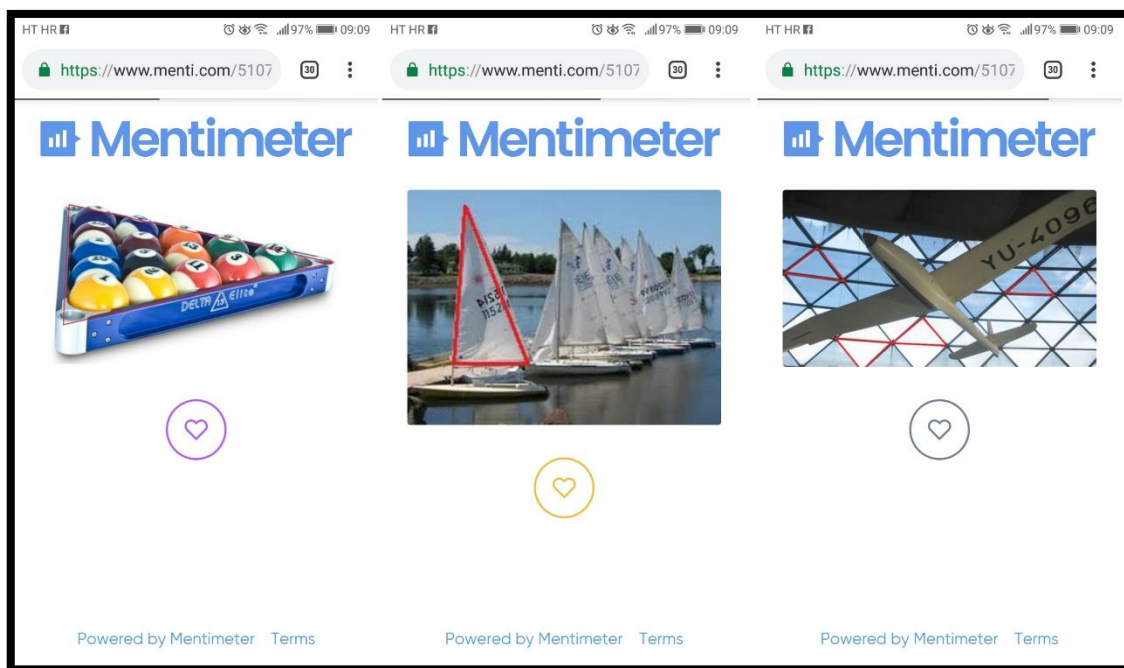 HT HR 97% 09:09
https://www.menti.com/5107 30
Mentimeter
DELTA Elite
Powered by Mentimeter Terms
HT HR 97% 09:09
https://www.menti.com/5107 30
Mentimeter
Powered by Mentimeter Terms
HT HR 97% 09:09
https://www.menti.com/5107 30
Mentimeter
YU-4096
Powered by Mentimeter Terms